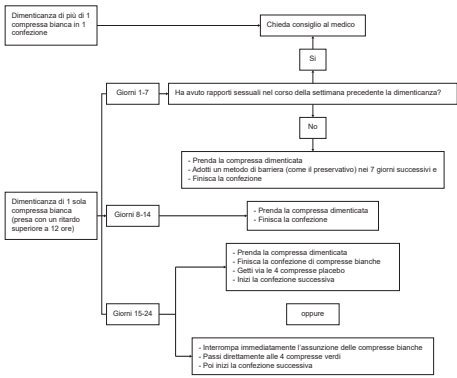 Dimenticanza di più di 1
compressa bianca in 1
confezione
Chieda consiglio al medico
Si
Giorni 1-7
Ha avuto rapporti sessuali nel corso della settimana precedente la dimenticanza?
No
- Prenda la compressa dimenticata
- Adotti un metodo di barriera (come il preservativo) nei 7 giorni successivi e
- Finisca la confezione
Dimenticanza di 1 sola
compressa bianca
(presa con un ritardo
superiore a 12 ore)
Giorni 8-14
- Prenda la compressa dimenticata
- Finisca la confezione
- Prenda la compressa dimenticata
- Finisca la confezione di compresse bianche
- Getti via le 4 compresse placebo
- Inizi la confezione successiva
Giorni 15-24
oppure
- Interrompa immediatamente l'assunzione delle compresse bianche
- Passi direttamente alle 4 compresse verdi
- Poi inizi la confezione successiva